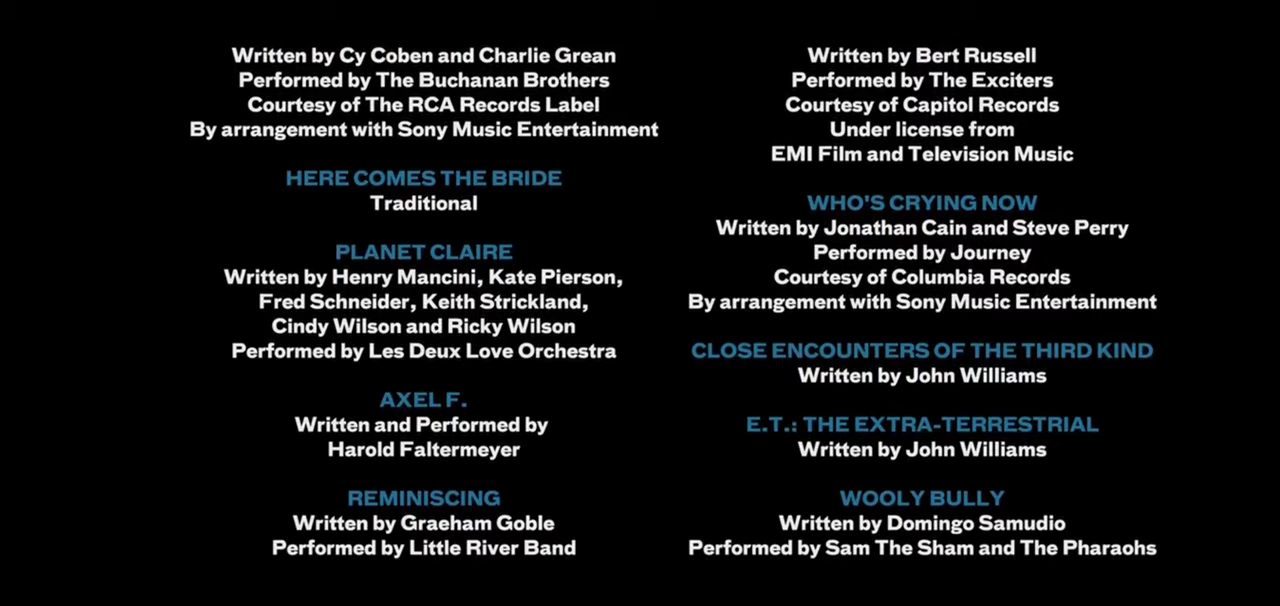 Written by Cy Coben and Charlie Grean
Performed by The Buchanan Brothers
Courtesy of The RCA Records Label
By arrangement with Sony Music Entertainment
HERE COMES THE BRIDE
Traditional
PLANET CLAIRE
Written by Henry Mancini, Kate Pierson,
Fred Schneider, Keith Strickland,
Cindy Wilson and Ricky Wilson
Performed by Les Deux Love Orchestra
AXEL F.
Written and Performed by
Harold Faltermeyer
REMINISCING
Written by Graeham Goble
Performed by Little River Band
Written by Bert Russell
Performed by The Exciters
Courtesy of Capitol Records
Under license from
EMI Film and Television Music
WHO'S CRYING NOW
Written by Jonathan Cain and Steve Perry
Performed by Journey
Courtesy of Columbia Records
By arrangement with Sony Music Entertainment
CLOSE ENCOUNTERS OF THE THIRD KIND
Written by John Williams
E.T.: THE EXTRA-TERRESTRIAL
Written by John Williams
WOOLY BULLY
Written by Domingo Samudio
Performed by Sam The Sham and The Pharaohs